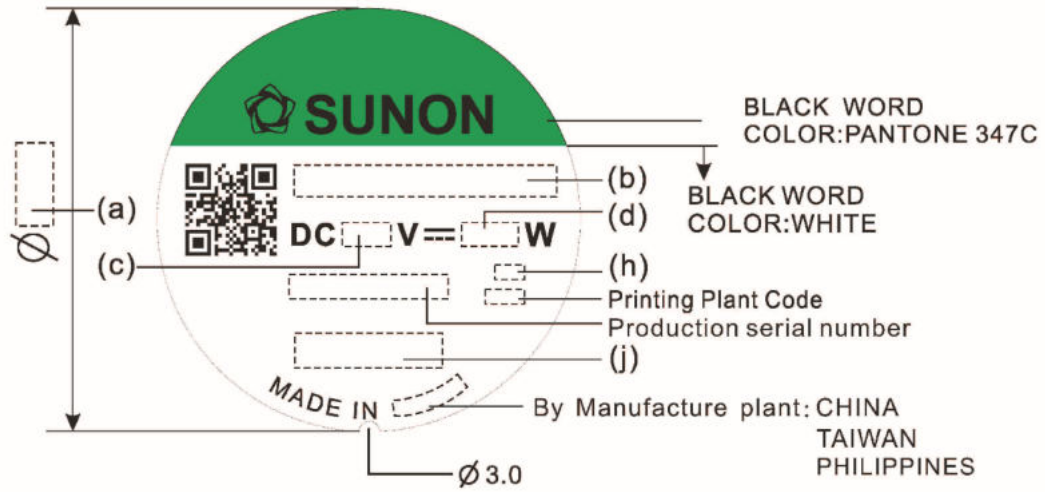 SUNON
BLACK WORD
COLOR:PANTONE 347C
BLACK WORD
COLOR:WHITE
(a)
Ø
(b)
(c)
DC V W
(d)
(h)
Printing Plant Code
Production serial number
(j)
MADE IN
By Manufacture plant: CHINA
TAIWAN
PHILIPPINES
Ø 3.0